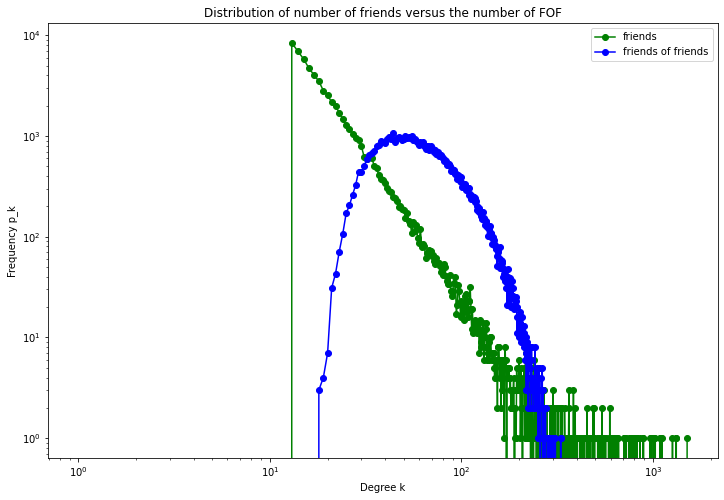 Distribution of number of friends versus the number of FOF
friends
friends of friends
Frequency p_k
10^4
10^3
10^2
10^1
10^0
10^0 10^1 10^2 10^3
Degree k